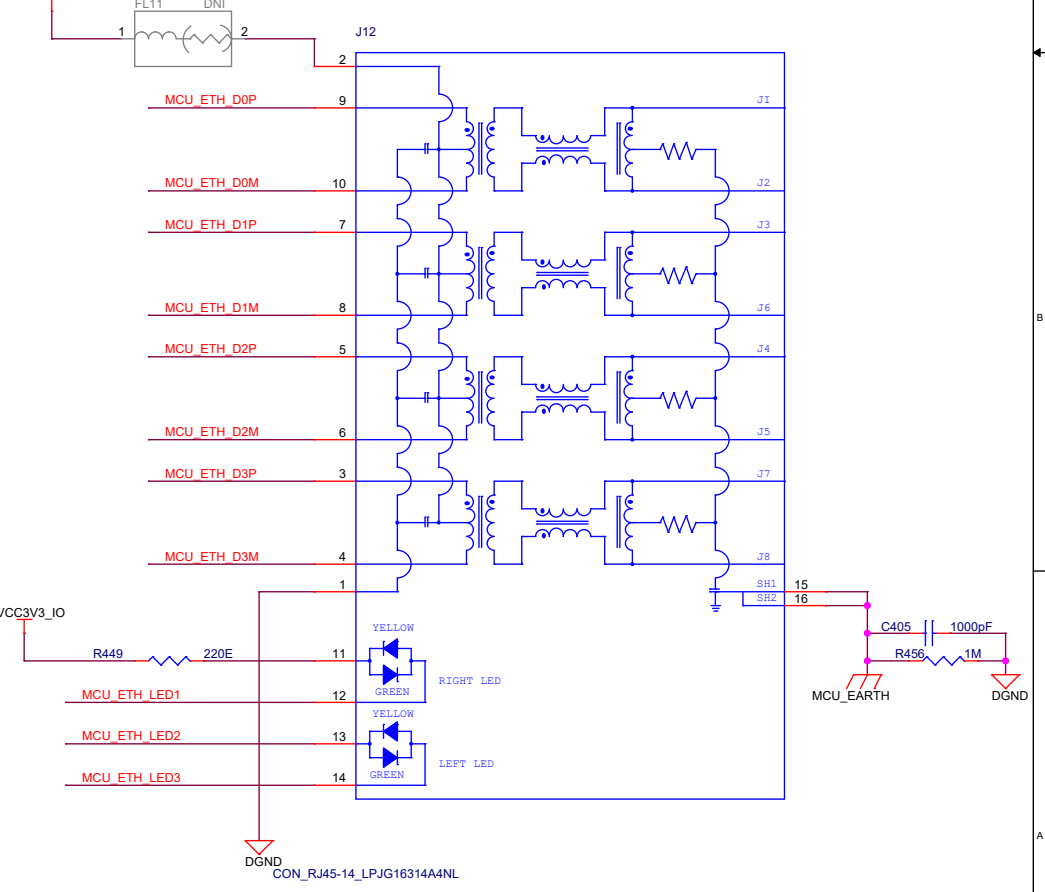 FL11 DNI
1 2
J12
2
MCU_ETH_D0P 9 J1
MCU_ETH_D0M 10 J2
MCU_ETH_D1P 7 J3
MCU_ETH_D1M 8 J6
B
MCU_ETH_D2P 5 J4
MCU_ETH_D2M 6 J5
MCU_ETH_D3P 3 J7
MCU_ETH_D3M 4 J8
1 SH1 15
SH2 16
VCC3V3_IO
YELLOW
C405 1000pF
R449 220E 11
R456 1M
RIGHT LED
GREEN
MCU_ETH_LED1 12
MCU_EARTH DGND
YELLOW
MCU_ETH_LED2 13
LEFT LED
GREEN
MCU_ETH_LED3 14
A
DGND
CON_RJ45-14_LPJG16314A4NL